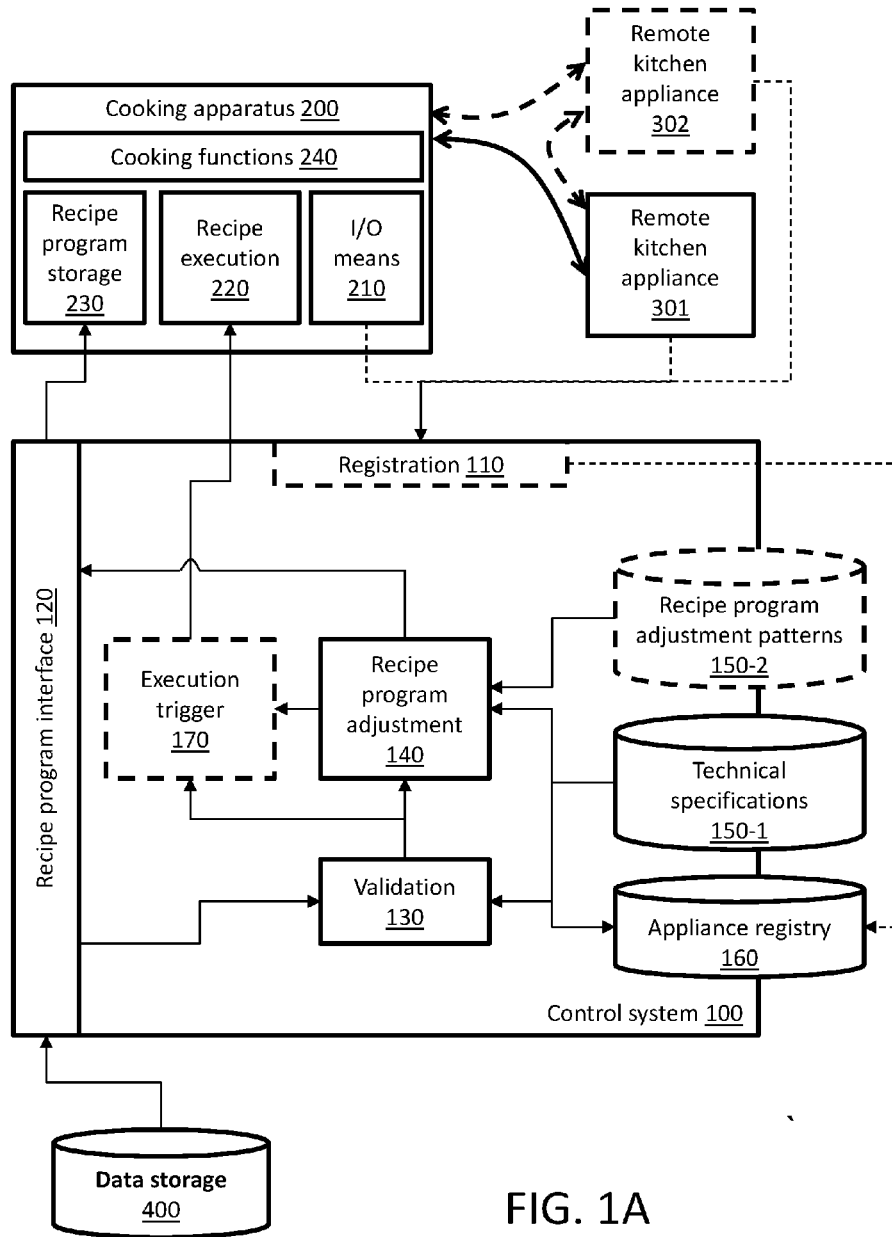 Remote
kitchen
appliance
302
Cooking apparatus 200
Cooking functions 240
Recipe
program
storage
230
Recipe
execution
220
I/O
means
210
Remote
kitchen
appliance
301
Registration 110
Recipe program interface 120
Recipe program
adjustment patterns
150-2
Execution
trigger
170
Recipe
program
adjustment
140
Technical
specifications
150-1
Validation
130
Appliance registry
160
Control system 100
Data storage
400
FIG. 1A